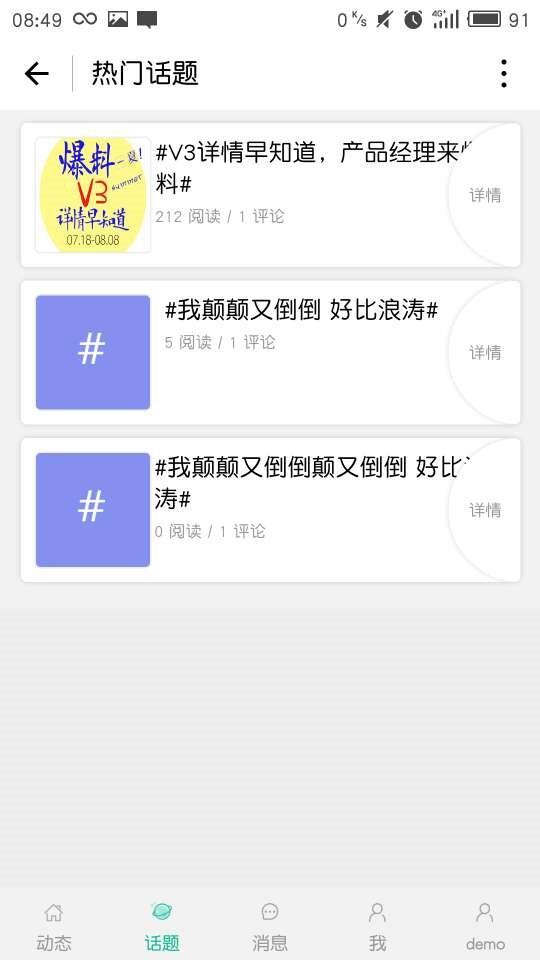 08:49
0 K/s
4G+
91
热门话题
爆料一夏!
summer
V3
详情早知道
07.18-08.08
#V3详情早知道，产品经理来
料#
212 阅读 / 1 评论
详情
#
#我颠颠又倒倒 好比浪涛#
5 阅读 / 1 评论
详情
#
#我颠颠又倒倒颠又倒倒 好比
涛#
0 阅读 / 1 评论
详情
动态
话题
消息
我
demo